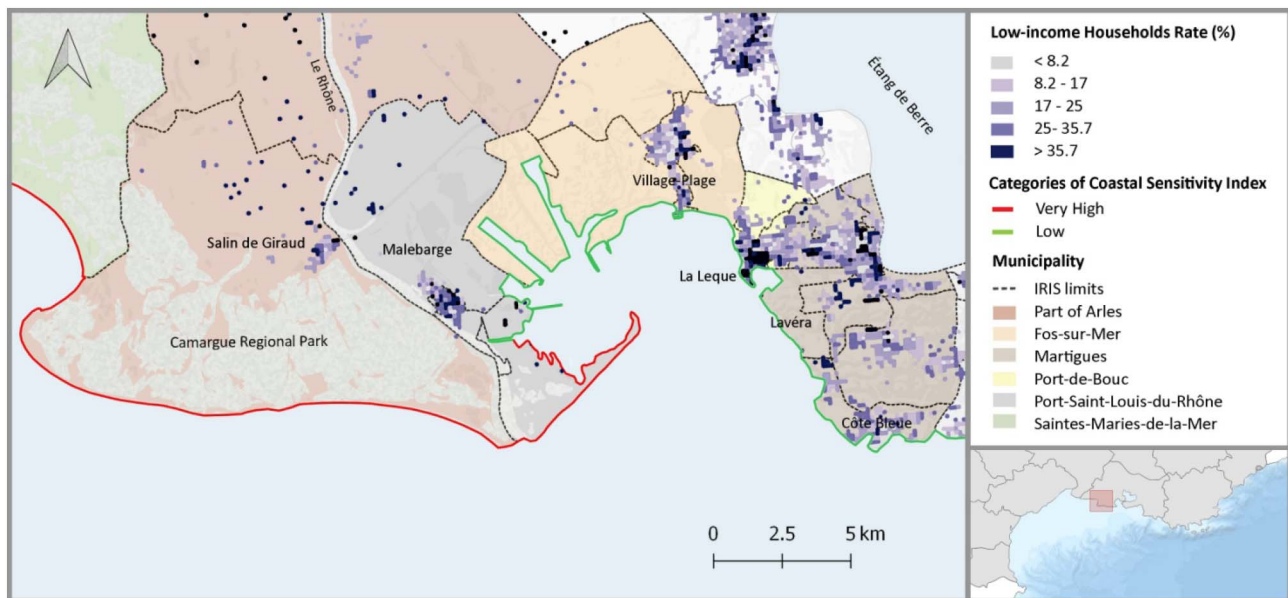 Le Rhône
Étang de Berre
Village-Plage
Salin de Giraud
Malebarge
La Leque
Lavéra
Camargue Regional Park
Côte Bleue
0 2.5 5 km
Low-income Households Rate (%)
< 8.2
8.2 - 17
17 - 25
25- 35.7
> 35.7
Categories of Coastal Sensitivity Index
Very High
Low
Municipality
IRIS limits
Part of Arles
Fos-sur-Mer
Martigues
Port-de-Bouc
Port-Saint-Louis-du-Rhône
Saintes-Maries-de-la-Mer